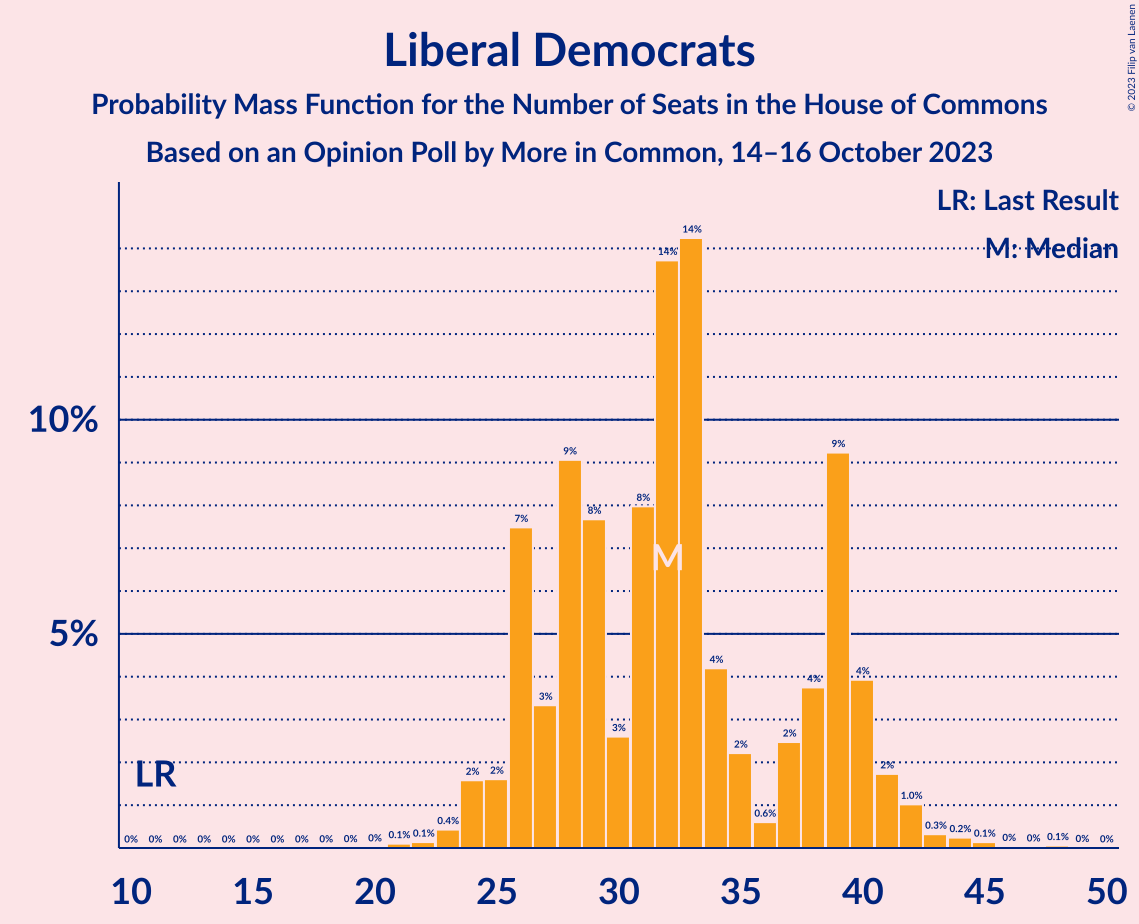 © 2023 Filip van Laenen
Liberal Democrats
Probability Mass Function for the Number of Seats in the House of Commons
Based on an Opinion Poll by More in Common, 14–16 October 2023
LR: Last Result
M: Median
10%
5%
LR
M
0% 0% 0% 0% 0% 0% 0% 0% 0% 0% 0% 0.1% 0.1% 0.4% 2% 2% 7% 3% 9% 8% 3% 8% 14% 14% 4% 2% 0.6% 2% 4% 9% 4% 2% 1.0% 0.3% 0.2% 0.1% 0% 0% 0.1% 0% 0%
10 15 20 25 30 35 40 45 50